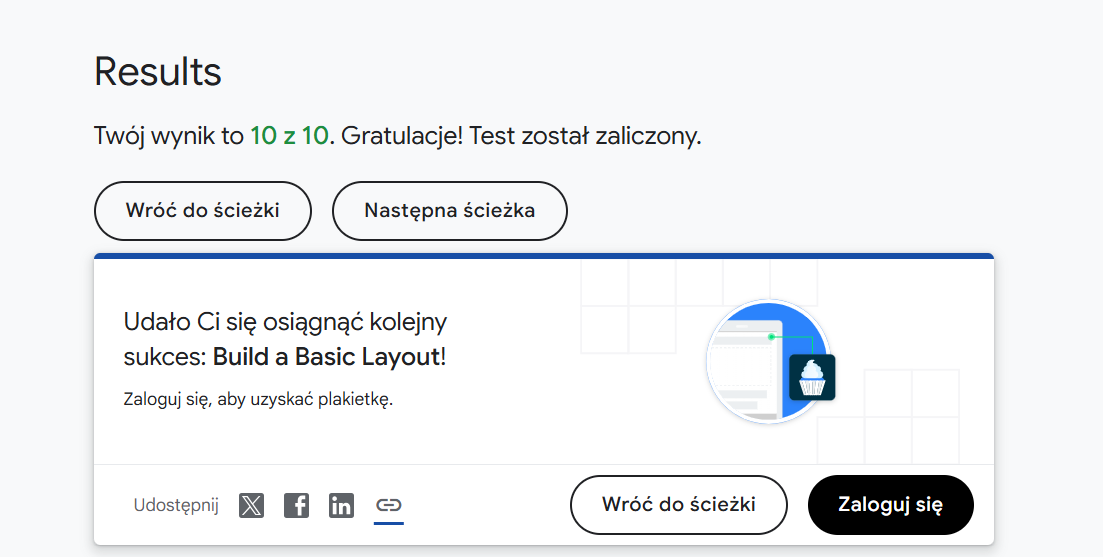 Results
Twój wynik to 10 z 10. Gratulacje! Test został zaliczony.
Wróć do ścieżki
Następna ścieżka
Udało Ci się osiągnąć kolejny
sukces: Build a Basic Layout!
Zaloguj się, aby uzyskać plakietkę.
Udostępnij
Wróć do ścieżki
Zaloguj się